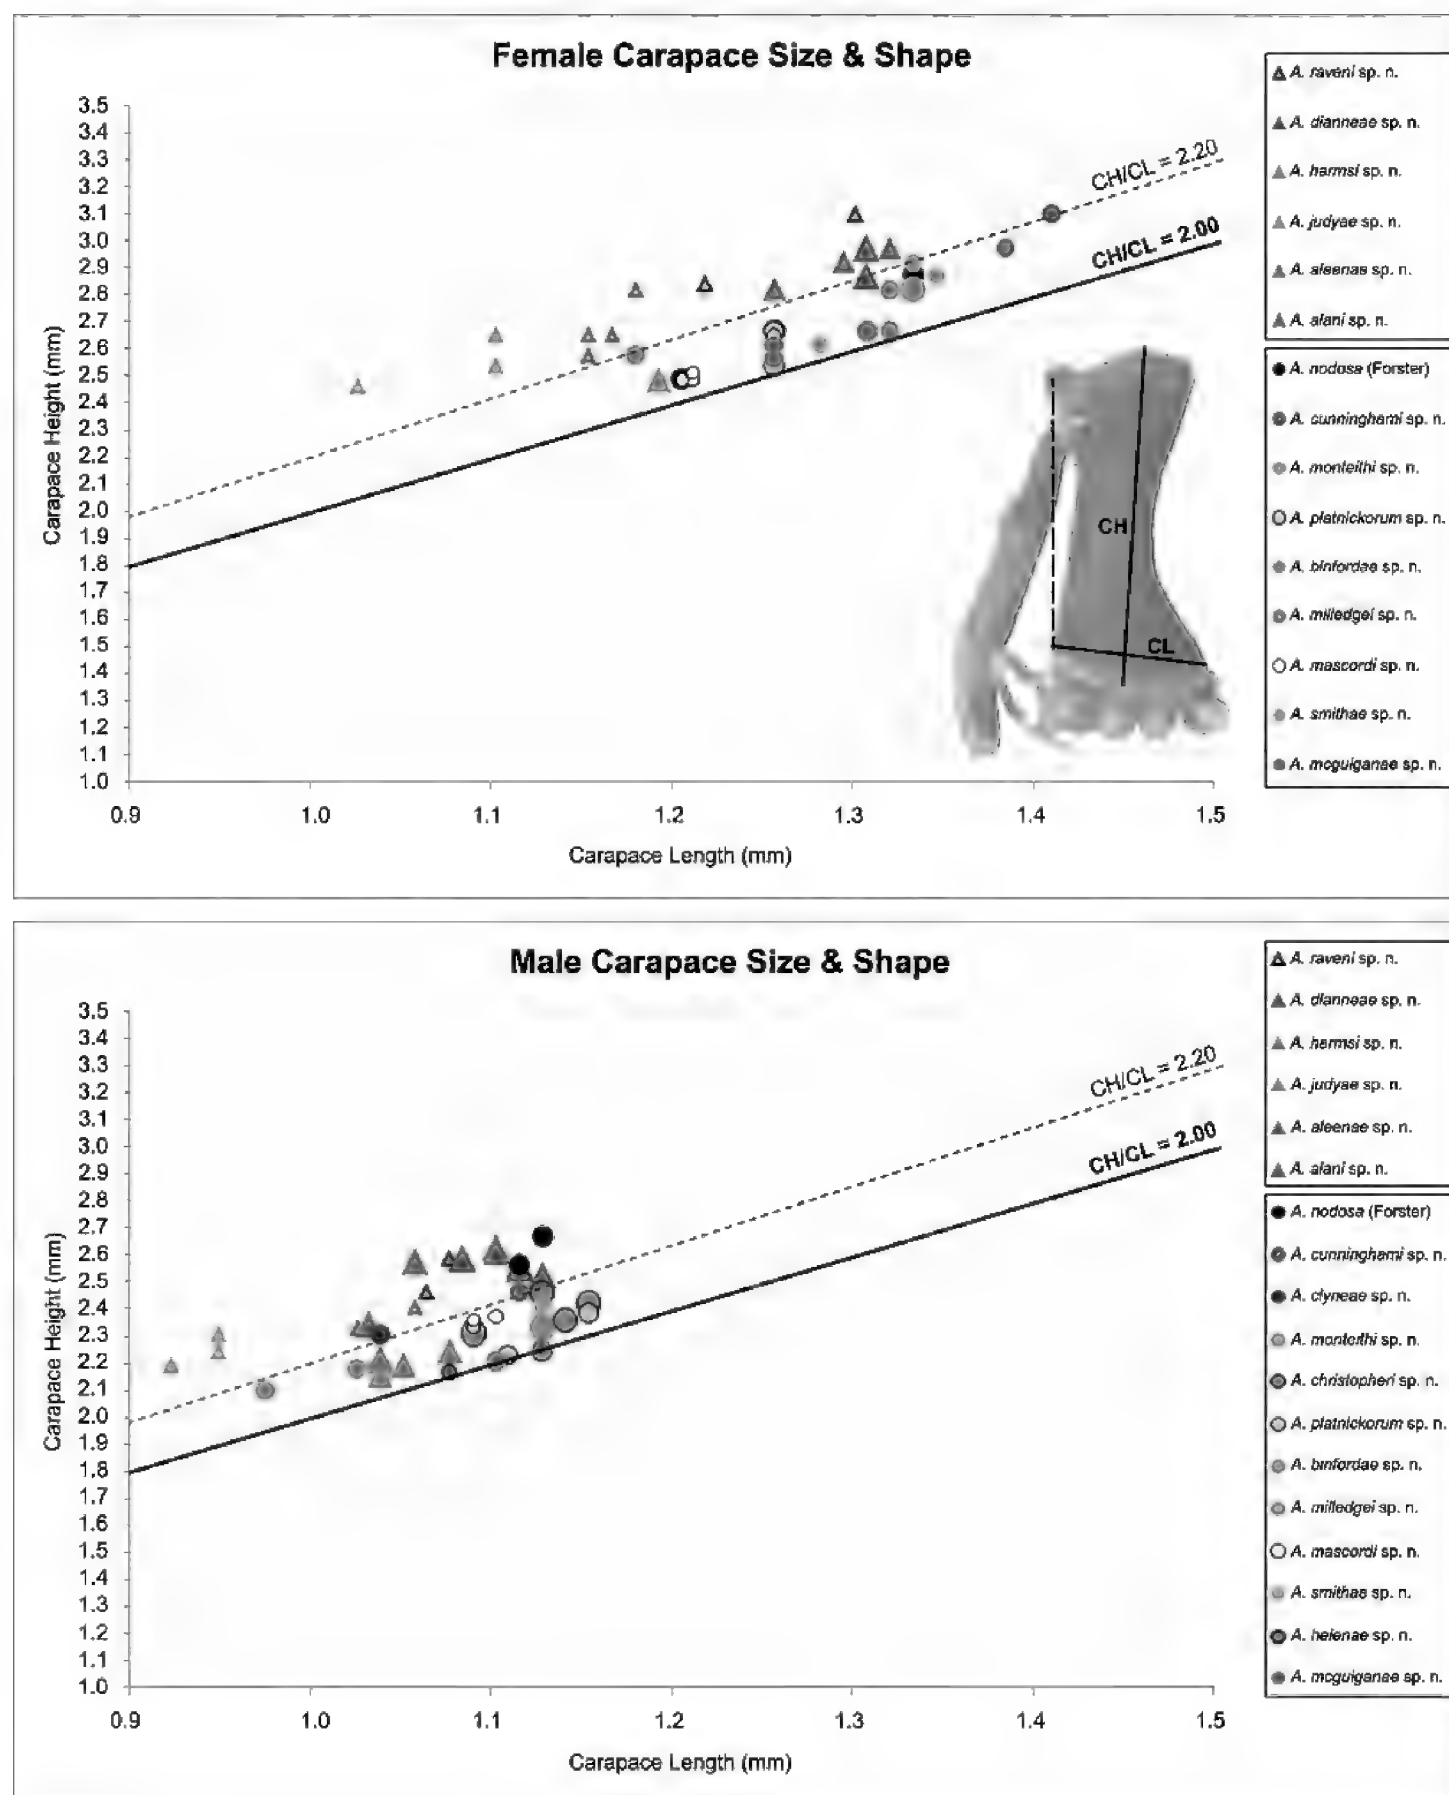 Female Carapace Size & Shape
3.5
3.4
3.3
3.2
3.1
3.0
2.9
2.8
2.7
2.6
2.5
2.4
2.3
2.2
2.1
2.0
1.9
1.8
1.7
1.6
1.5
1.4
1.3
1.2
1.1
1.0
Carapace Height (mm)
0.9 1.0 1.1 1.2 1.3 1.4 1.5
Carapace Length (mm)
CH/CL = 2.20
CH/CL = 2.00
CH
CL
A. raveni sp. n.
A. dianneae sp. n.
A. harmsi sp. n.
A. judyae sp. n.
A. aleenae sp. n.
A. alani sp. n.
A. nodosa (Forster)
A. cunninghami sp. n.
A. monteithi sp. n.
A. platnickorum sp. n.
A. binfordae sp. n.
A. milledgei sp. n.
A. mascordi sp. n.
A. smithae sp. n.
A. mcguiganae sp. n.
Male Carapace Size & Shape
3.5
3.4
3.3
3.2
3.1
3.0
2.9
2.8
2.7
2.6
2.5
2.4
2.3
2.2
2.1
2.0
1.9
1.8
1.7
1.6
1.5
1.4
1.3
1.2
1.1
1.0
Carapace Height (mm)
0.9 1.0 1.1 1.2 1.3 1.4 1.5
Carapace Length (mm)
CH/CL = 2.20
CH/CL = 2.00
A. raveni sp. n.
A. dianneae sp. n.
A. harmsi sp. n.
A. judyae sp. n.
A. aleenae sp. n.
A. alani sp. n.
A. nodosa (Forster)
A. cunninghami sp. n.
A. clyneae sp. n.
A. monteithi sp. n.
A. christopheri sp. n.
A. platnickorum sp. n.
A. binfordae sp. n.
A. milledgei sp. n.
A. mascordi sp. n.
A. smithae sp. n.
A. helenae sp. n.
A. mcguiganae sp. n.